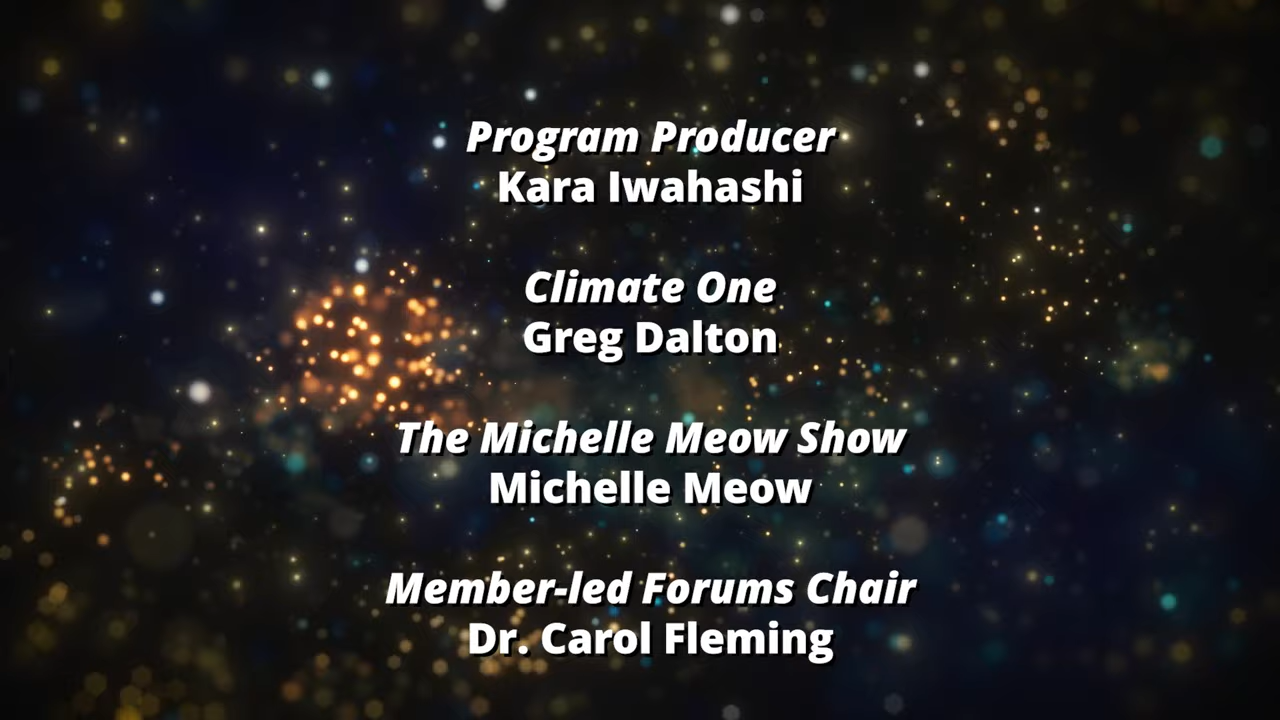 Program Producer
Kara Iwahashi
Climate One
Greg Dalton
The Michelle Meow Show
Michelle Meow
Member-led Forums Chair
Dr. Carol Fleming